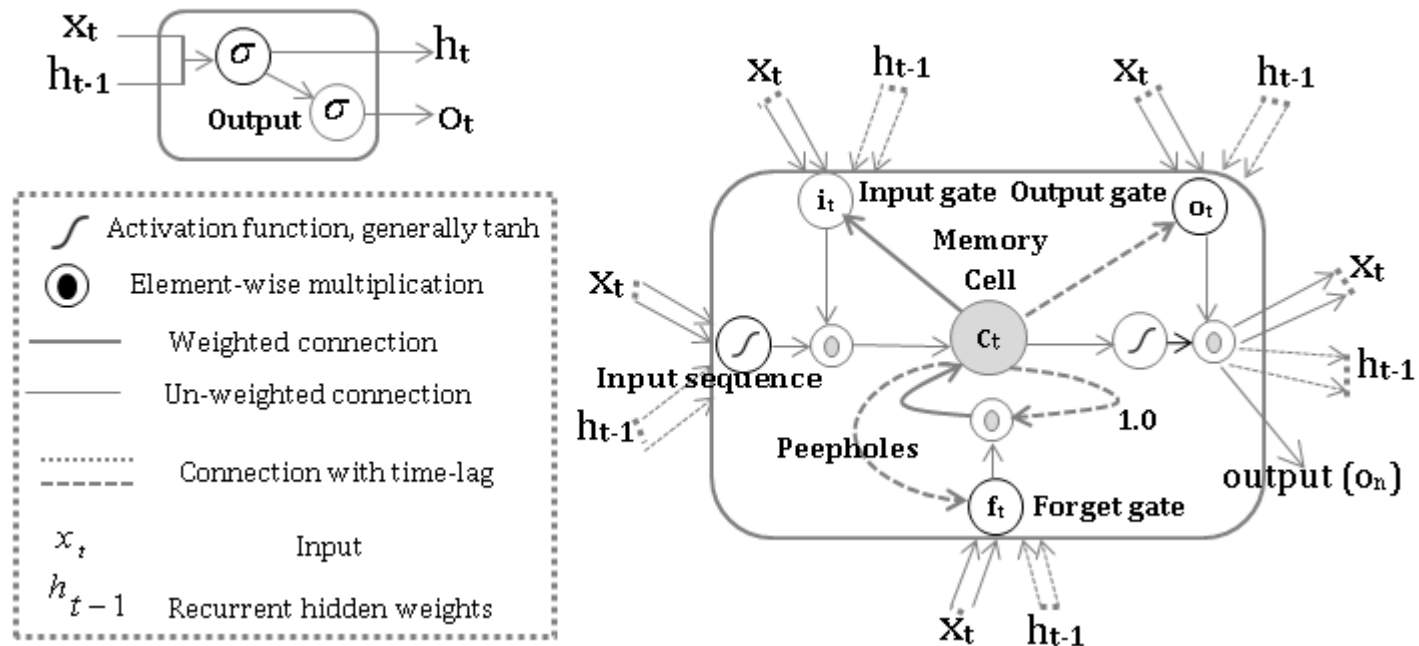 xₜ
hₜ₋₁
σ
hₜ
Output
σ
oₜ
Activation function, generally tanh
Element-wise multiplication
Weighted connection
Un-weighted connection
Connection with time-lag
xₜ
Input
hₜ₋₁
Recurrent hidden weights
xₜ
hₜ₋₁
xₜ
hₜ₋₁
iₜ
Input gate
Output gate
oₜ
Memory
Cell
xₜ
xₜ
cₜ
Input sequence
hₜ₋₁
hₜ₋₁
1.0
Peepholes
output (oₙ)
fₜ
Forget gate
xₜ
hₜ₋₁